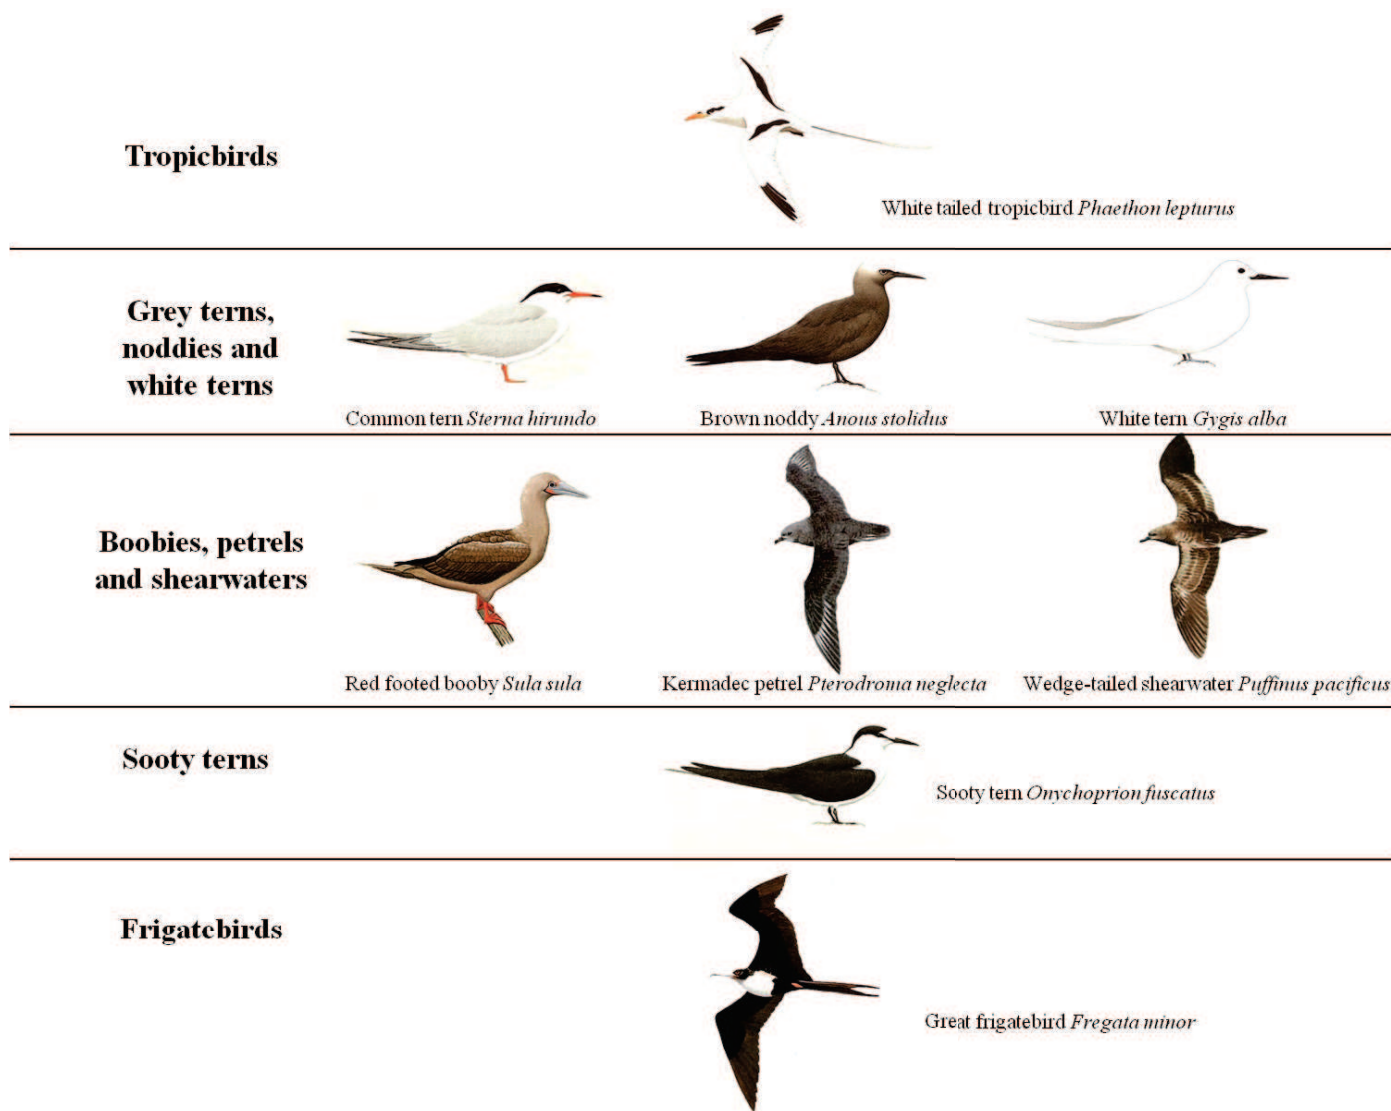 Tropicbirds
White tailed tropicbird Phaethon lepturus
Grey terns,
noddies and
white terns
Common tern Sterna hirundo
Brown noddy Anous stolidus
White tern Gygis alba
Boobies, petrels
and shearwaters
Red footed booby Sula sula
Kermadec petrel Pterodroma neglecta
Wedge-tailed shearwater Puffinus pacificus
Sooty terns
Sooty tern Onychoprion fuscatus
Frigatebirds
Great frigatebird Fregata minor